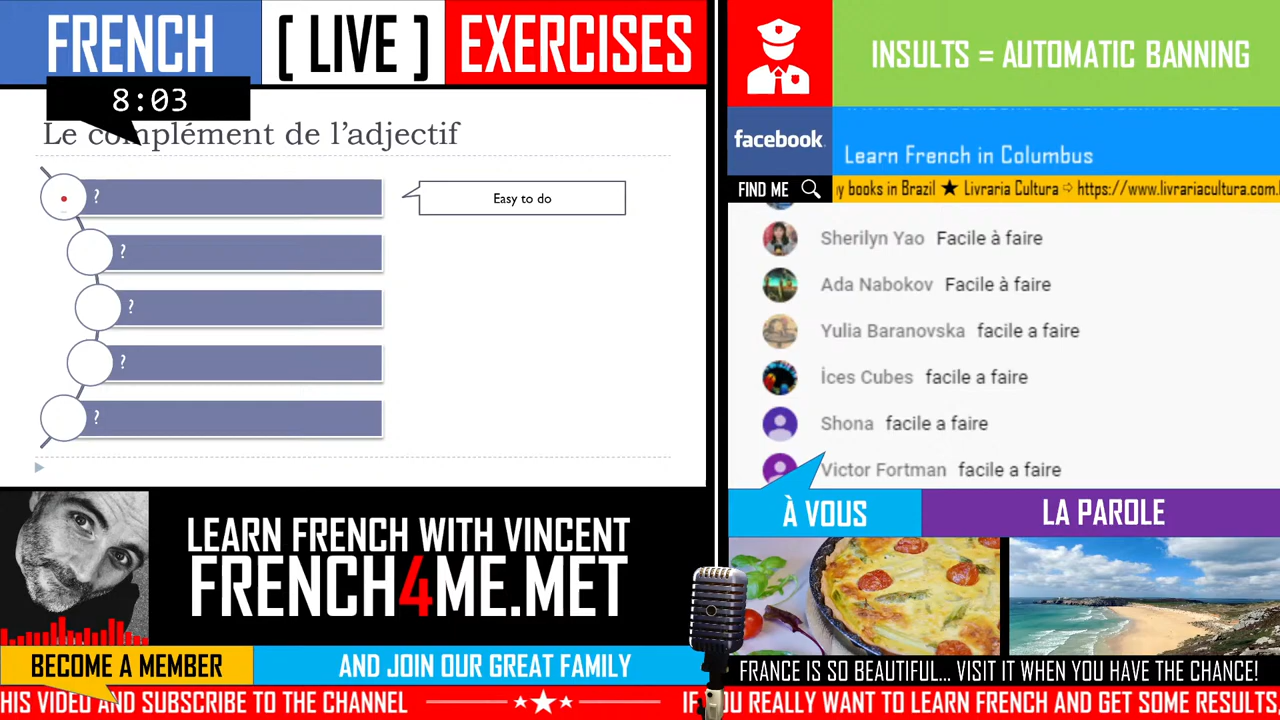 FRENCH
[ LIVE ]
EXERCISES
8:03
Le complément de l'adjectif
?
Easy to do
?
?
?
?
LEARN FRENCH WITH VINCENT
FRENCH4ME.MET
BECOME A MEMBER
AND JOIN OUR GREAT FAMILY
HIS VIDEO AND SUBSCRIBE TO THE CHANNEL
INSULTS = AUTOMATIC BANNING
facebook.
Learn French in Columbus
FIND ME
y books in Brazil ★ Livraria Cultura ➪ https://www.livrariacultura.com.
Sherilyn Yao Facile à faire
Ada Nabokov Facile à faire
Yulia Baranovska facile a faire
İces Cubes facile a faire
Shona facile a faire
Victor Fortman facile a faire
À VOUS
LA PAROLE
FRANCE IS SO BEAUTIFUL... VISIT IT WHEN YOU HAVE THE CHANCE!
IF YOU REALLY WANT TO LEARN FRENCH AND GET SOME RESULTS,